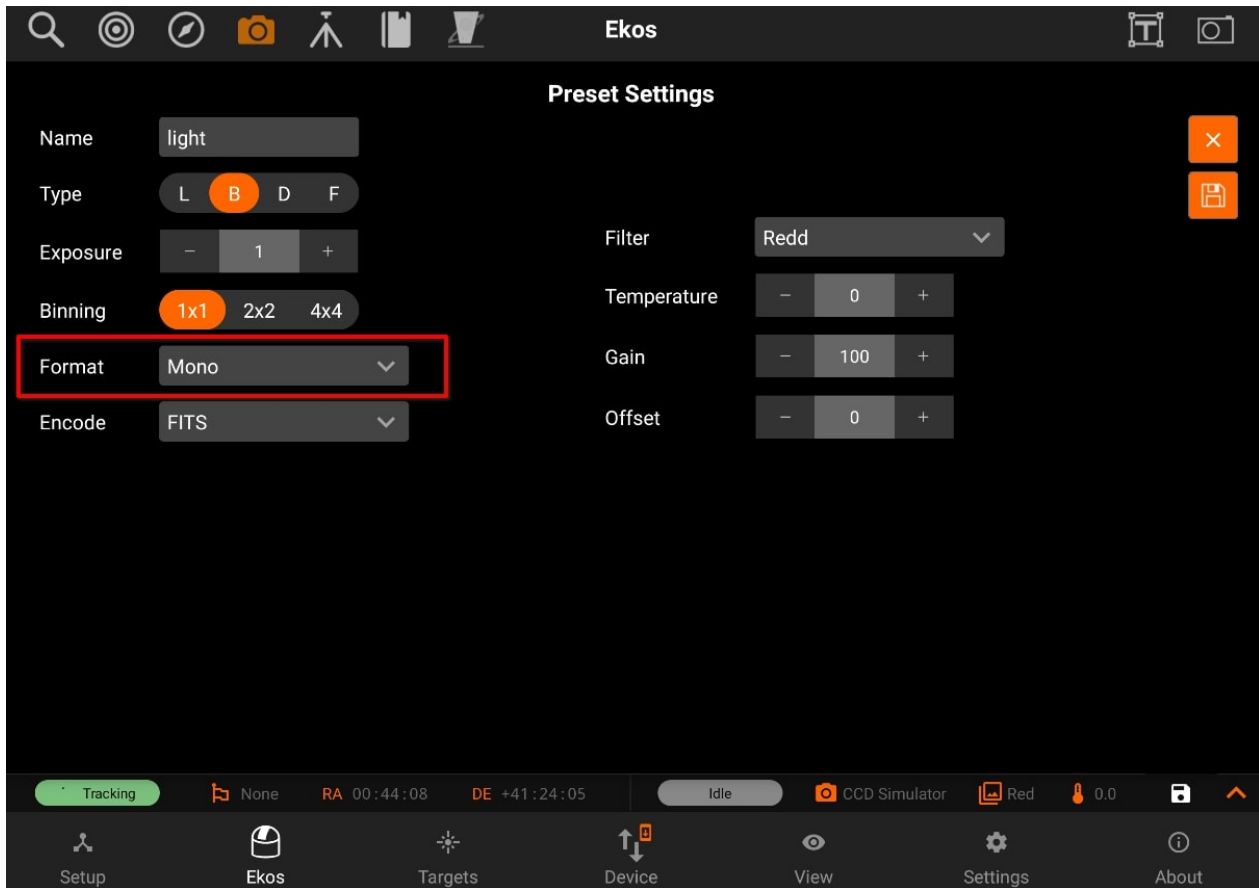 Ekos
Preset Settings
Name light
Type L B D F
Exposure − 1 +
Binning 1x1 2x2 4x4
Format Mono
Encode FITS
Filter Redd
Temperature − 0 +
Gain − 100 +
Offset − 0 +
Tracking None RA 00:44:08 DE +41:24:05 Idle CCD Simulator Red 0.0
Setup Ekos Targets Device View Settings About